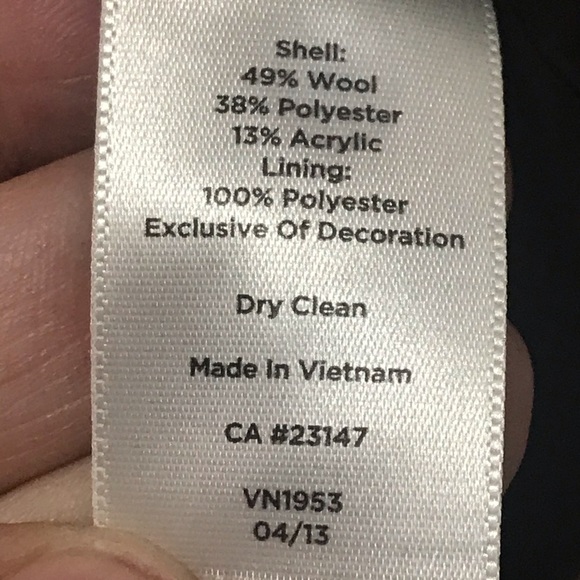 Shell:
49% Wool
38% Polyester
13% Acrylic
Lining:
100% Polyester
Exclusive Of Decoration
Dry Clean
Made In Vietnam
CA #23147
VN1953
04/13